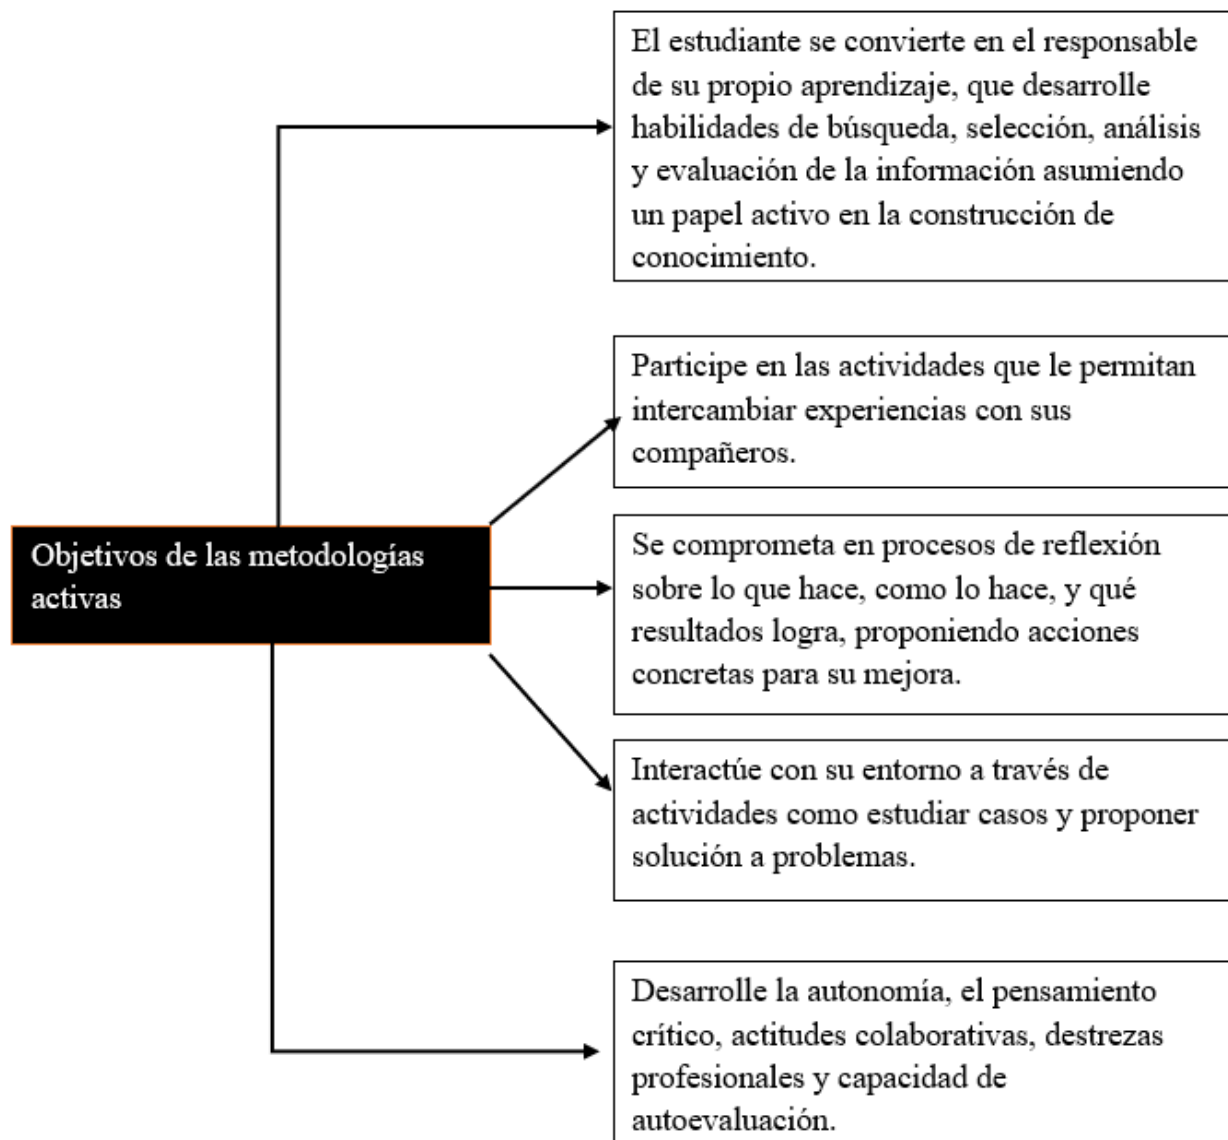 El estudiante se convierte en el responsable
de su propio aprendizaje, que desarrolle
habilidades de búsqueda, selección, análisis
y evaluación de la información asumiendo
un papel activo en la construcción de
conocimiento.
Participe en las actividades que le permitan
intercambiar experiencias con sus
compañeros.
Objetivos de las metodologías
activas
Se comprometa en procesos de reflexión
sobre lo que hace, como lo hace, y qué
resultados logra, proponiendo acciones
concretas para su mejora.
Interactúe con su entorno a través de
actividades como estudiar casos y proponer
solución a problemas.
Desarrolle la autonomía, el pensamiento
crítico, actitudes colaborativas, destrezas
profesionales y capacidad de
autoevaluación.